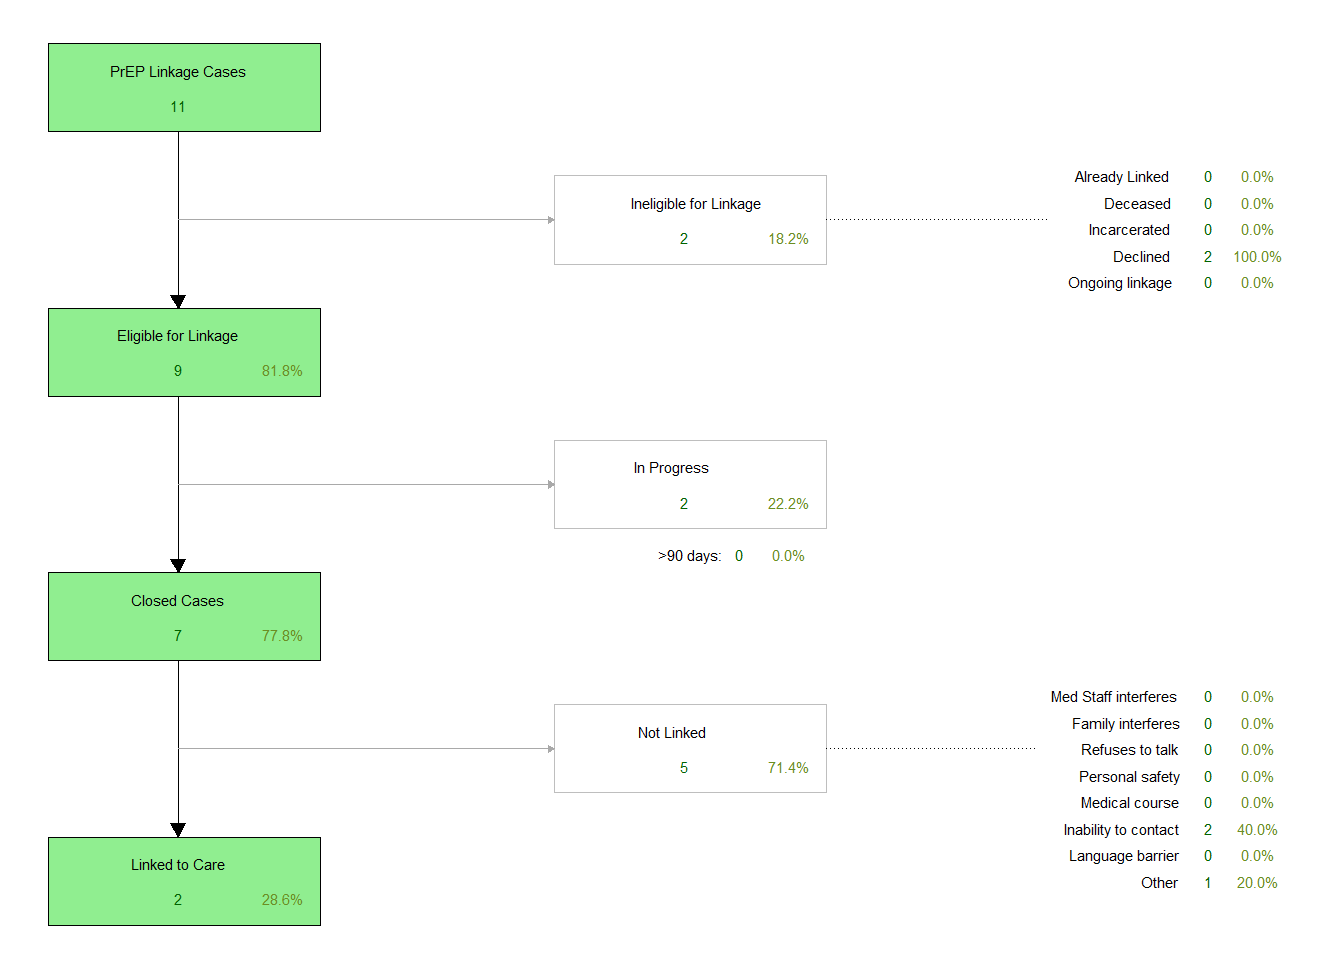 PrEP Linkage Cases
11
Ineligible for Linkage
2 18.2%
Already Linked 0 0.0%
Deceased 0 0.0%
Incarcerated 0 0.0%
Declined 2 100.0%
Ongoing linkage 0 0.0%
Eligible for Linkage
9 81.8%
In Progress
2 22.2%
>90 days: 0 0.0%
Closed Cases
7 77.8%
Not Linked
5 71.4%
Med Staff interferes 0 0.0%
Family interferes 0 0.0%
Refuses to talk 0 0.0%
Personal safety 0 0.0%
Medical course 0 0.0%
Inability to contact 2 40.0%
Language barrier 0 0.0%
Other 1 20.0%
Linked to Care
2 28.6%